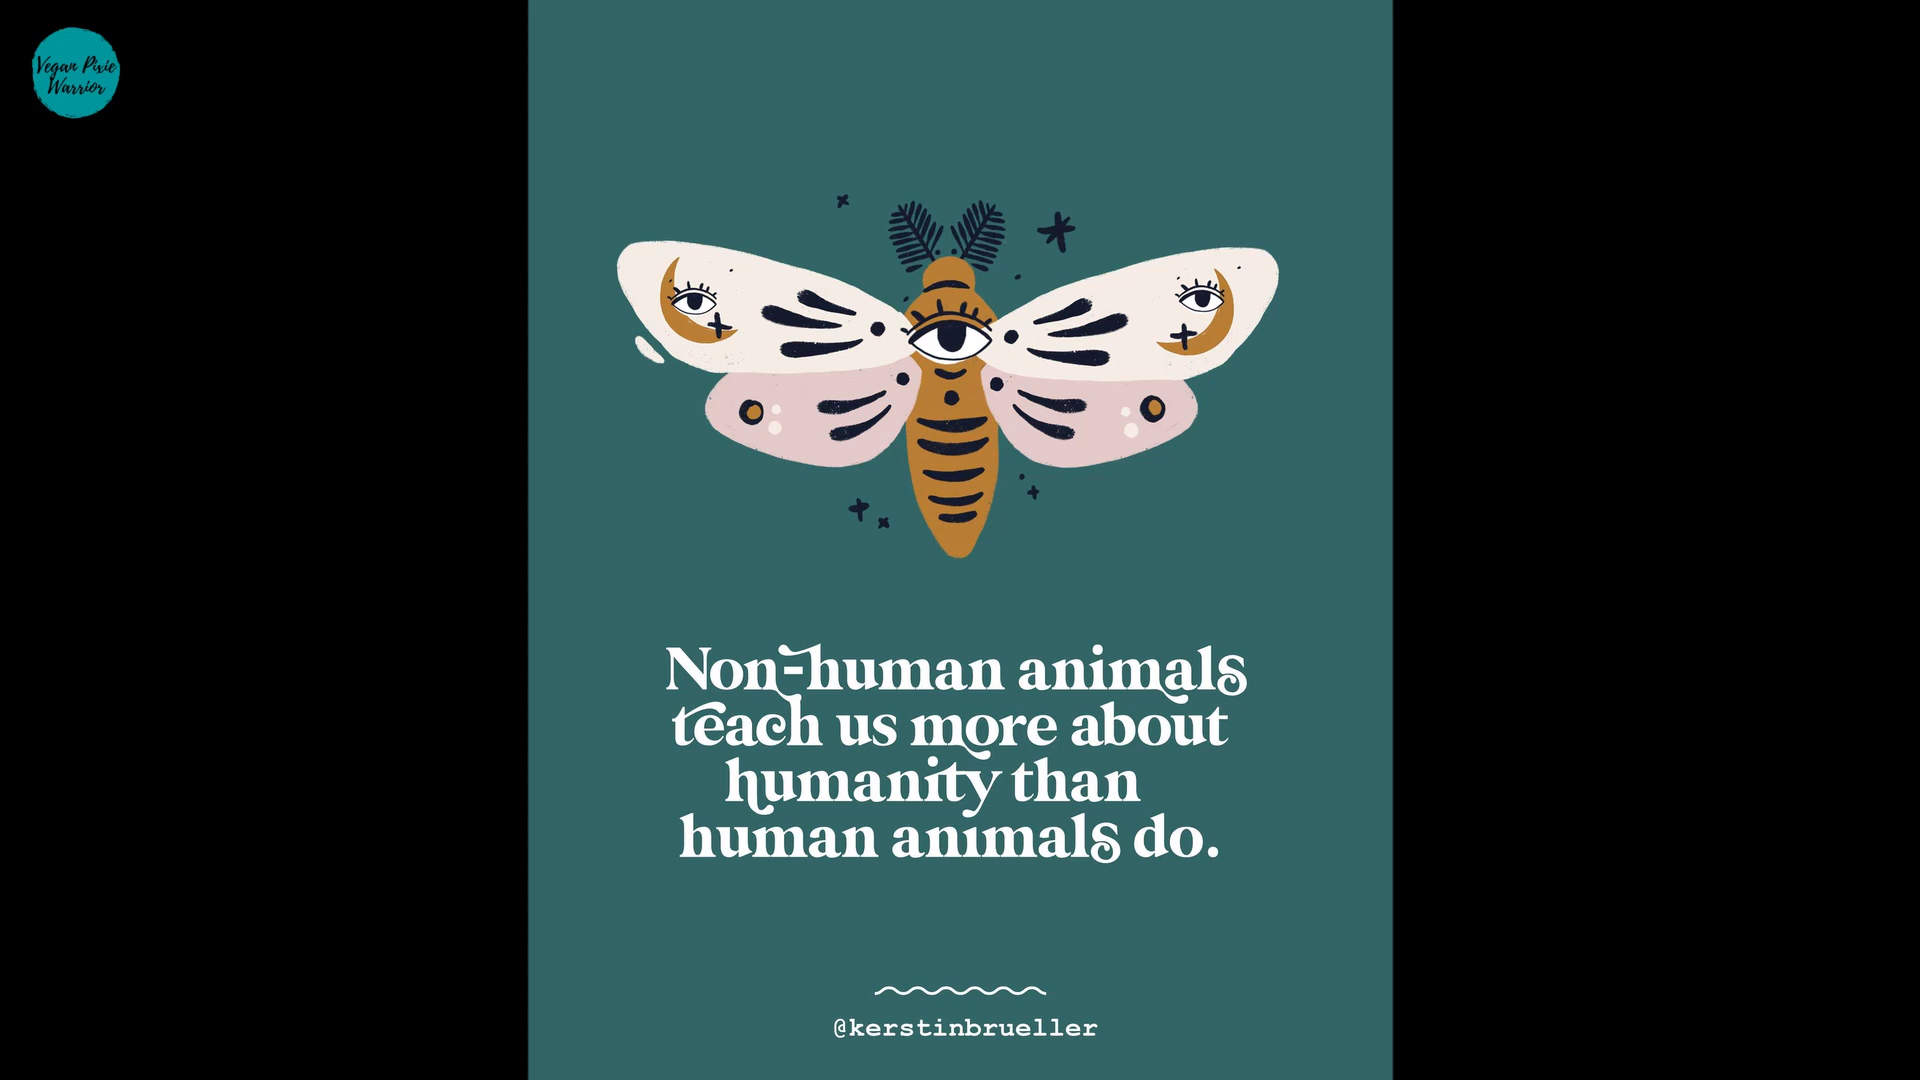 Vegan Pixie
Warrior
Non-human animals
teach us more about
humanity than
human animals do.
@kerstinbrueller